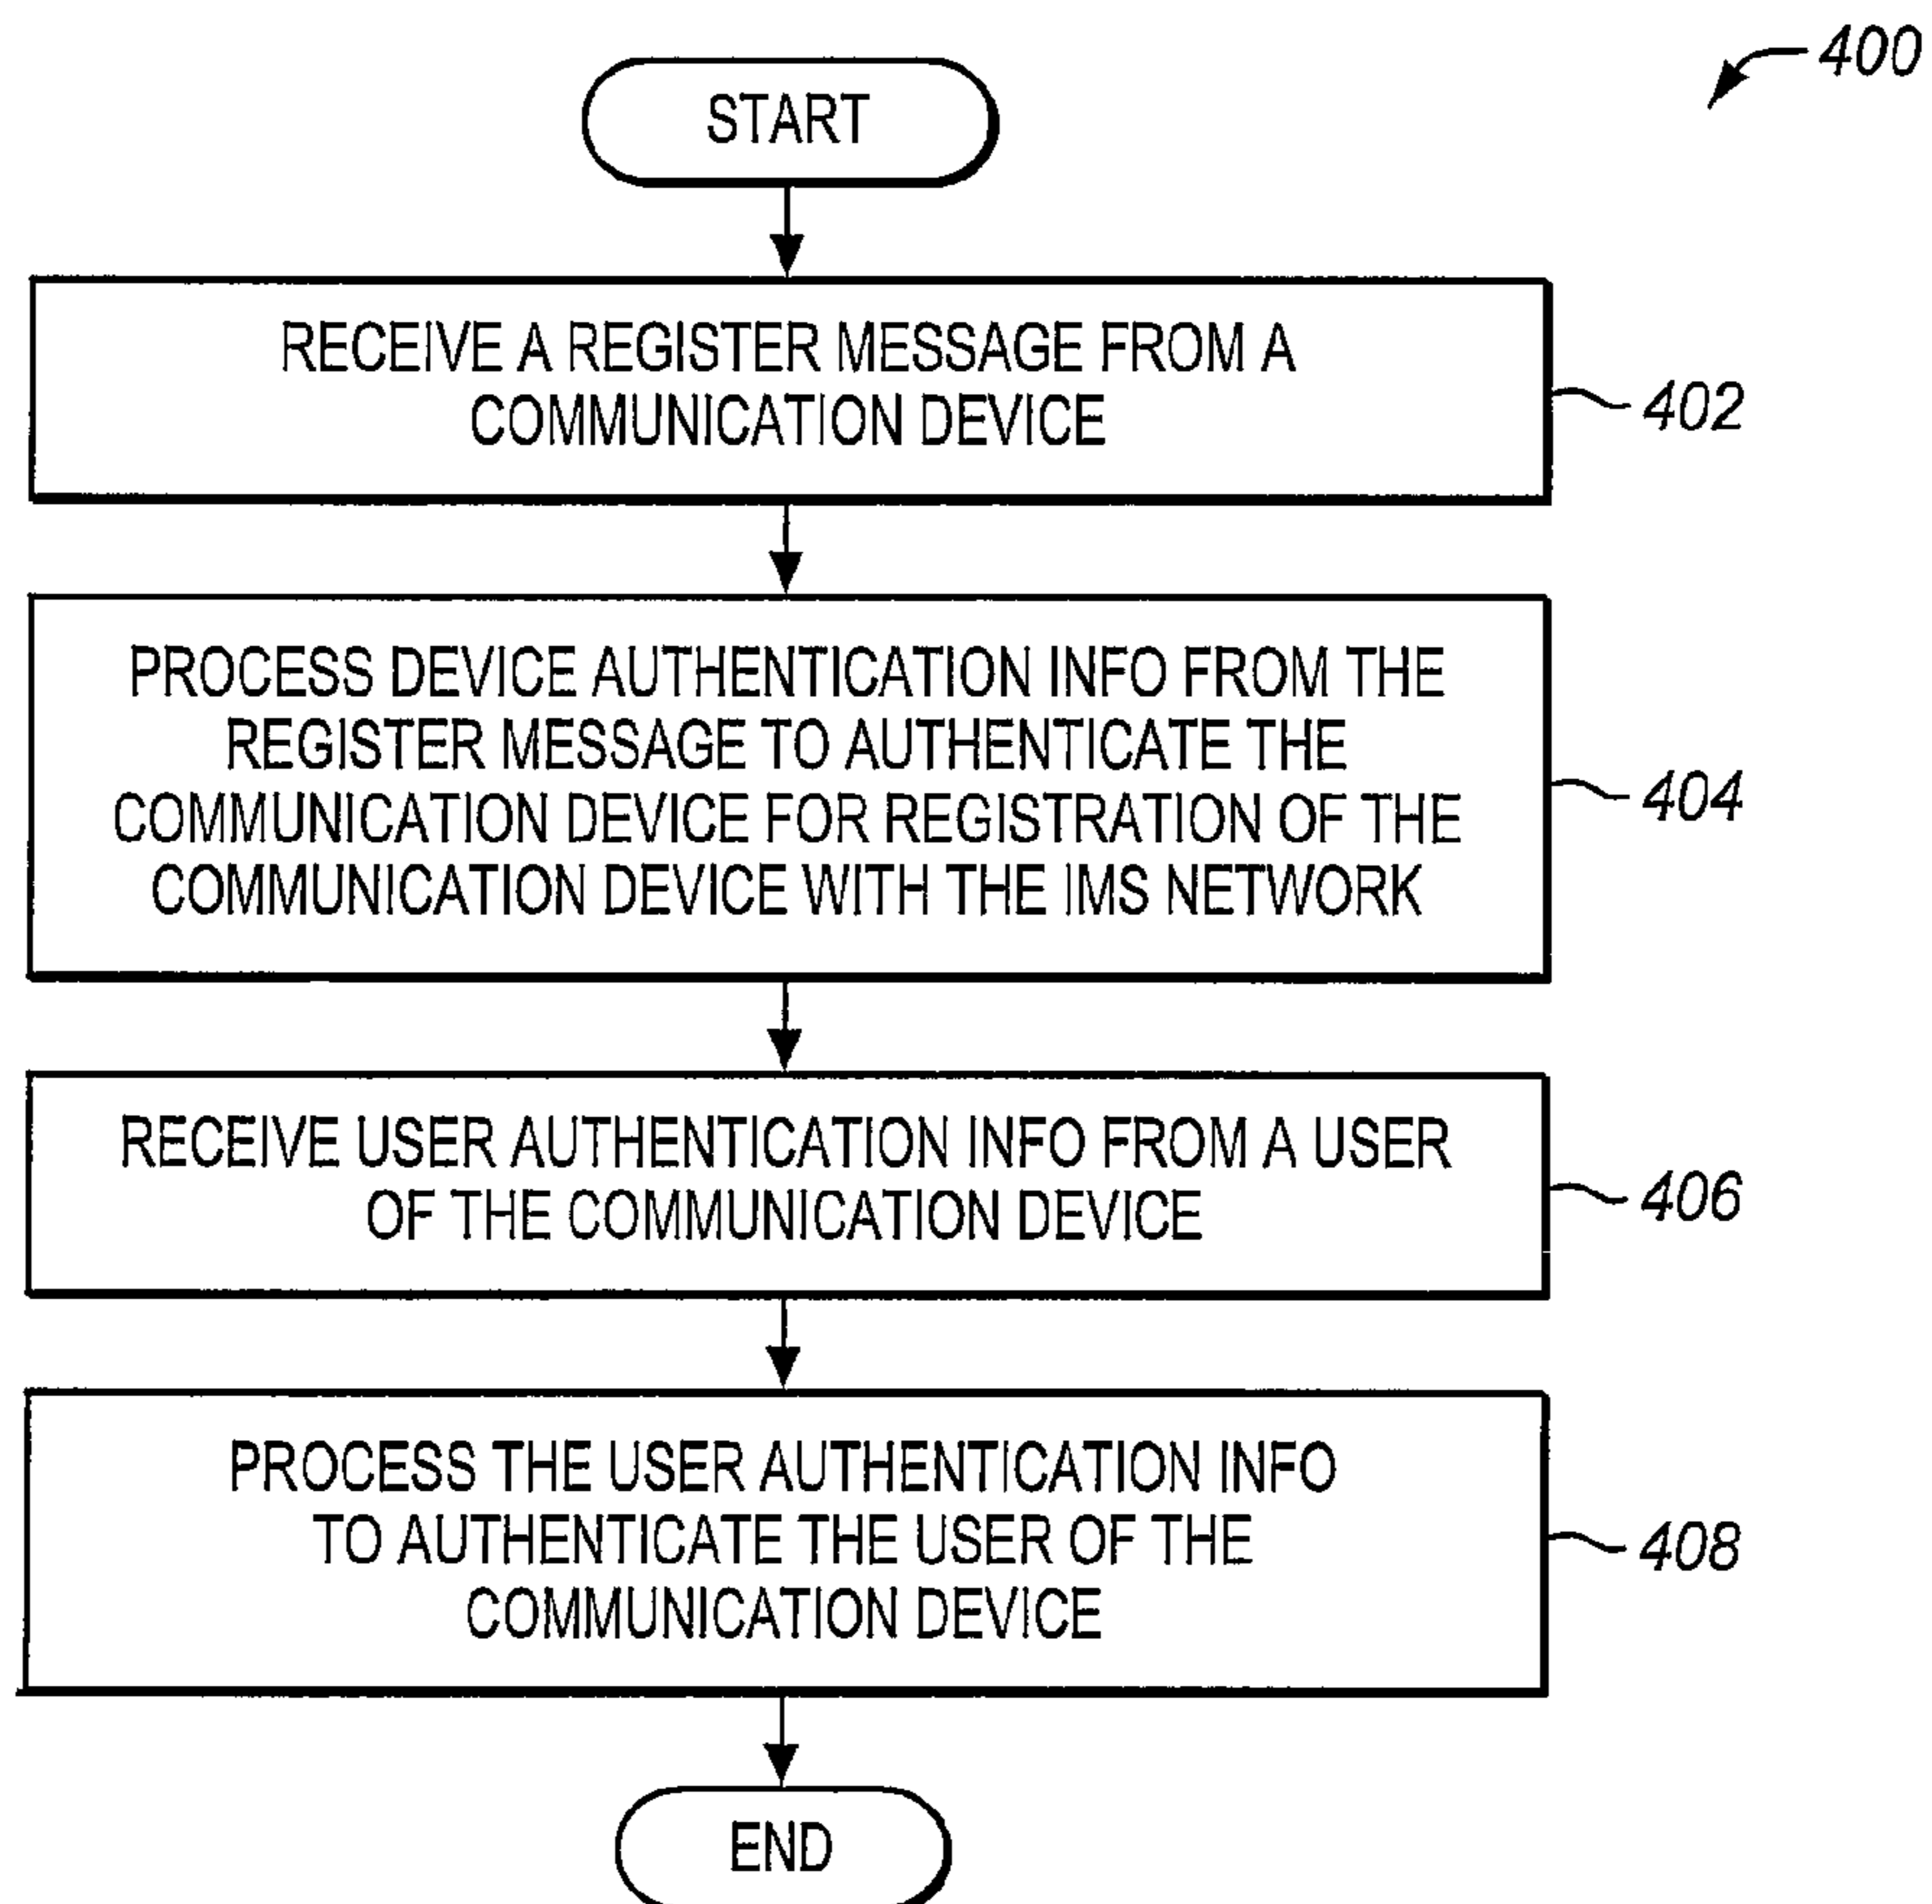 400
START
RECEIVE A REGISTER MESSAGE FROM A
COMMUNICATION DEVICE
402
PROCESS DEVICE AUTHENTICATION INFO FROM THE
REGISTER MESSAGE TO AUTHENTICATE THE
COMMUNICATION DEVICE FOR REGISTRATION OF THE
COMMUNICATION DEVICE WITH THE IMS NETWORK
404
RECEIVE USER AUTHENTICATION INFO FROM A USER
OF THE COMMUNICATION DEVICE
406
PROCESS THE USER AUTHENTICATION INFO
TO AUTHENTICATE THE USER OF THE
COMMUNICATION DEVICE
408
END